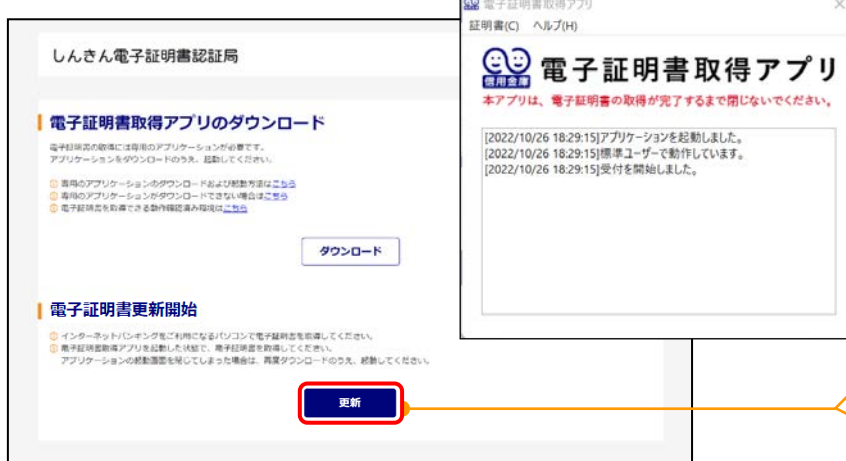 しんきん電子証明書認証局
電子証明書取得アプリのダウンロード
電子証明書の取得には専用のアプリケーションが必要です。
アプリケーションをダウンロードのうえ、起動してください。
専用のアプリケーションのダウンロードおよび起動方法はこちら
専用のアプリケーションがダウンロードできない場合はこちら
電子証明書を取得できる動作確認済み環境はこちら
ダウンロード
電子証明書更新開始
インターネットバンキングをご利用になるパソコンで電子証明書を取得してください。
電子証明書取得アプリを起動した状態で、電子証明書を取得してください。
アプリケーションの起動画面を閉じてしまった場合は、再度ダウンロードのうえ、起動してください。
更新
電子証明書取得アプリ
証明書(C) ヘルプ(H)
信用金庫
電子証明書取得アプリ
本アプリは、電子証明書の取得が完了するまで閉じないでください。
[2022/10/26 18:29:15]アプリケーションを起動しました。
[2022/10/26 18:29:15]標準ユーザーで動作しています。
[2022/10/26 18:29:15]受付を開始しました。